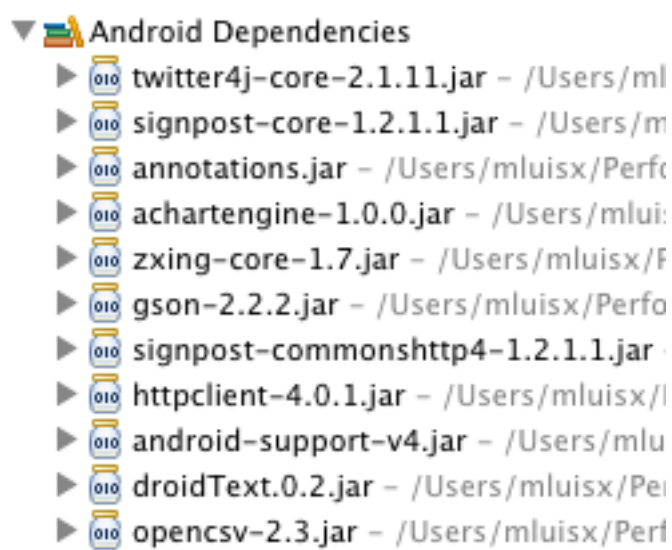 Android Dependencies
twitter4j-core-2.1.11.jar – /Users/ml
signpost-core-1.2.1.1.jar – /Users/m
annotations.jar – /Users/mluisx/Perfo
achartengine-1.0.0.jar – /Users/mluis
zxing-core-1.7.jar – /Users/mluisx/P
gson-2.2.2.jar – /Users/mluisx/Perfo
signpost-commonshttp4-1.2.1.1.jar –
httpclient-4.0.1.jar – /Users/mluisx/
android-support-v4.jar – /Users/mlu
droidText.0.2.jar – /Users/mluisx/Per
opencsv-2.3.jar – /Users/mluisx/Perf